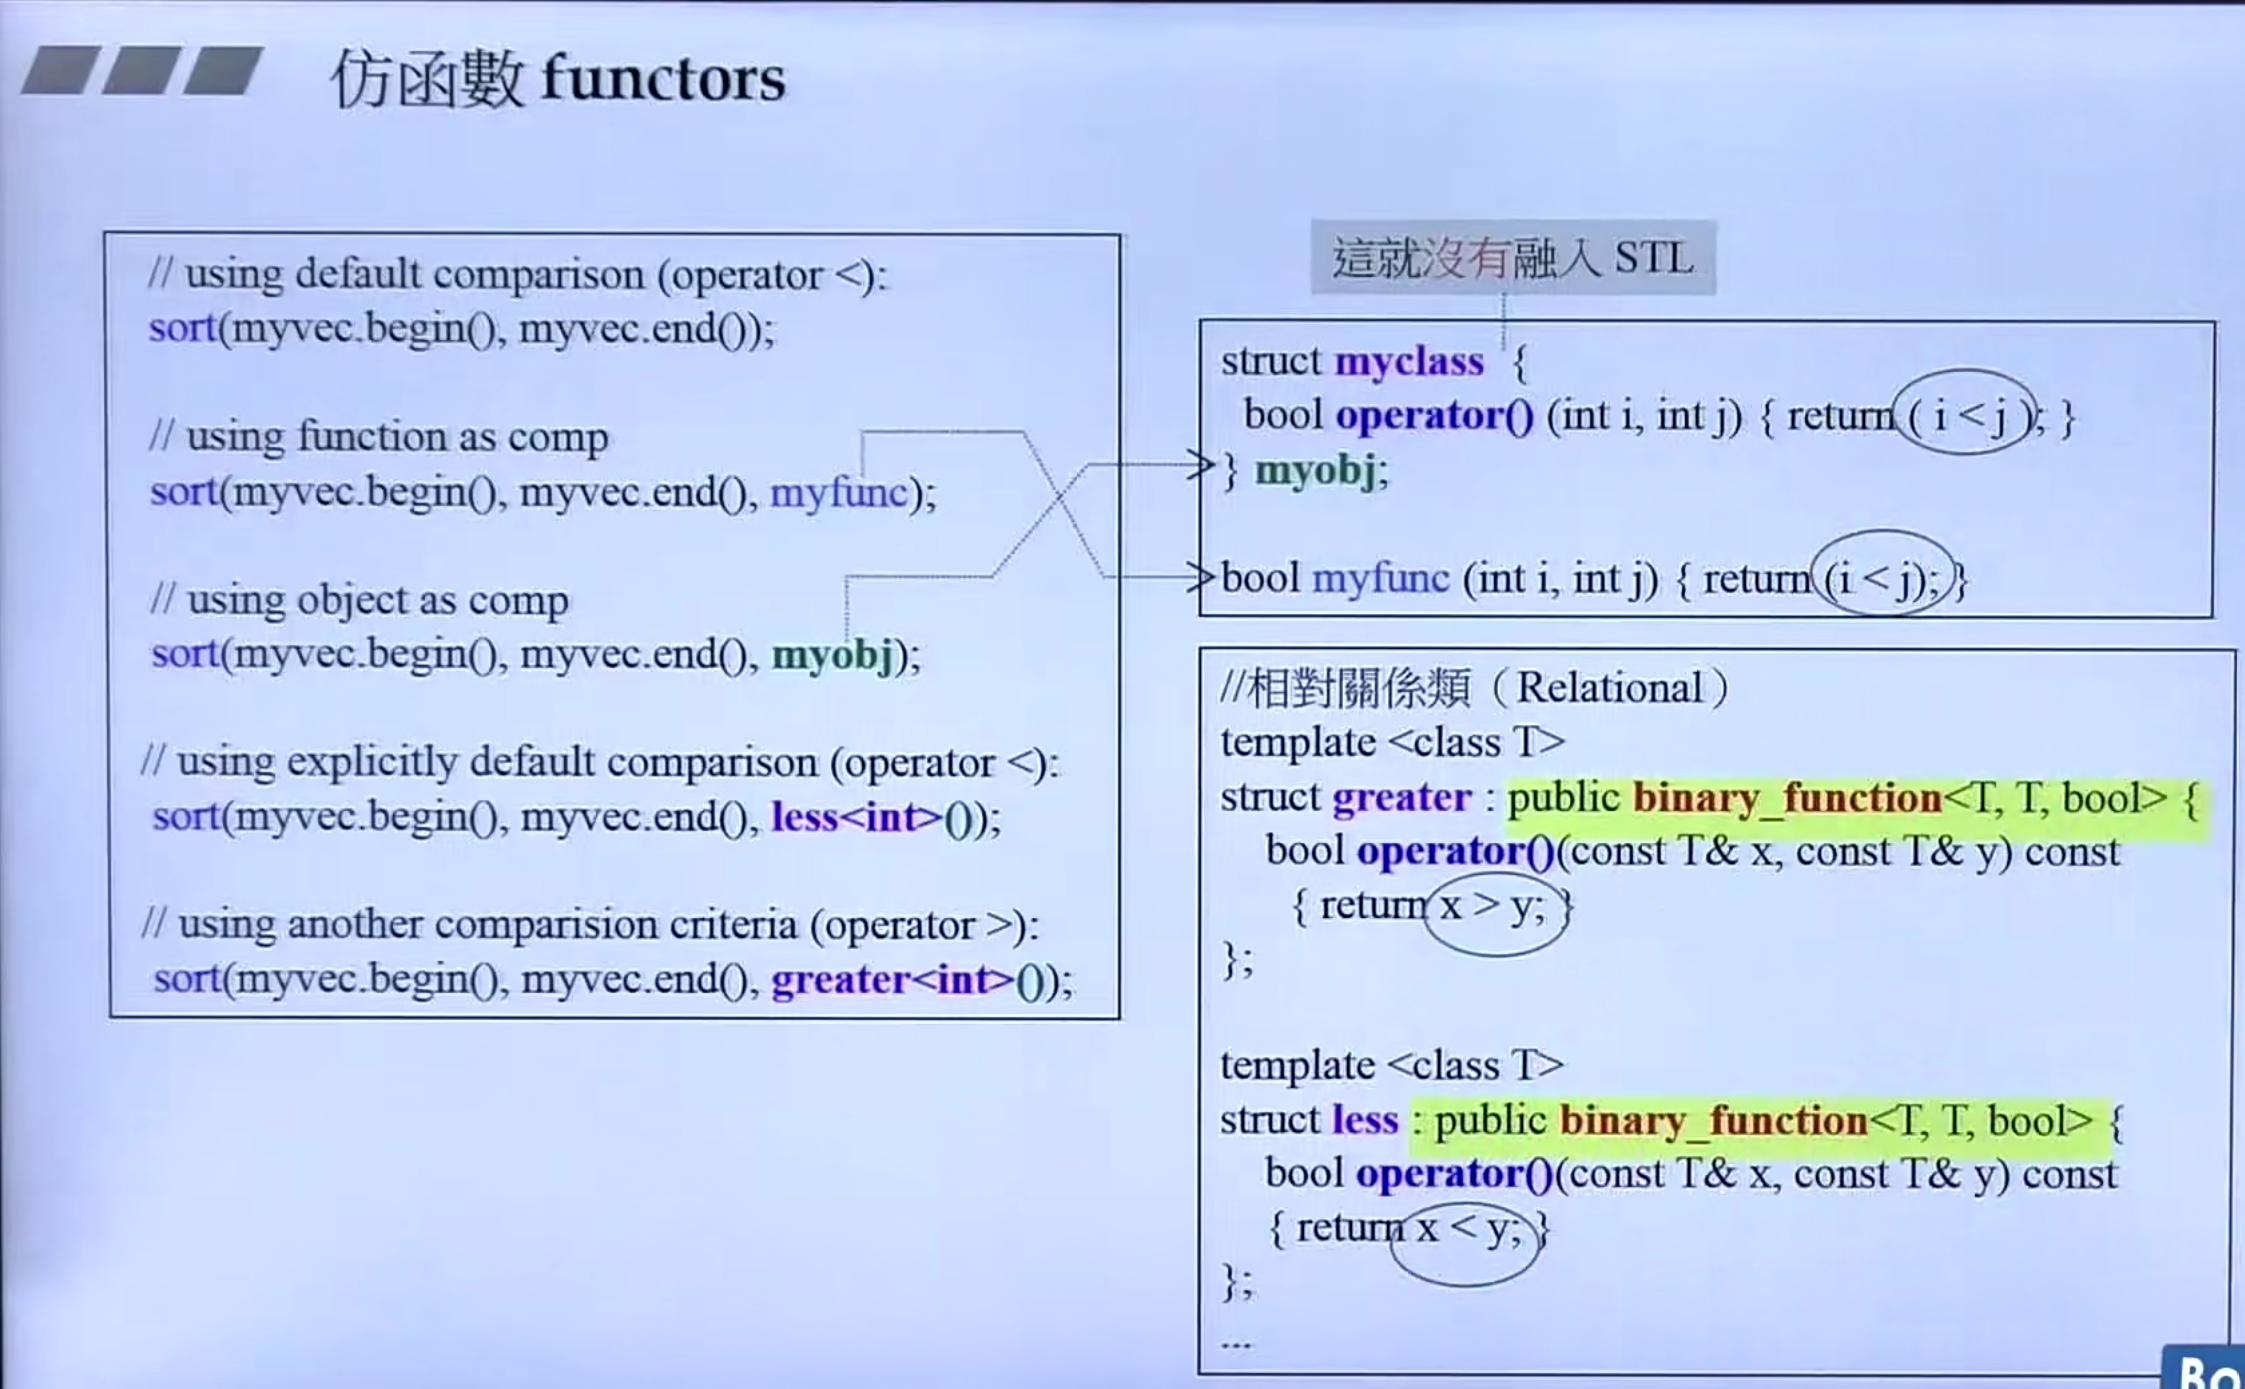 仿函數 functors
// using default comparison (operator <):
sort(myvec.begin(), myvec.end());
// using function as comp
sort(myvec.begin(), myvec.end(), myfunc);
// using object as comp
sort(myvec.begin(), myvec.end(), myobj);
// using explicitly default comparison (operator <):
sort(myvec.begin(), myvec.end(), less<int>());
// using another comparision criteria (operator >):
sort(myvec.begin(), myvec.end(), greater<int>());
這就沒有融入 STL
struct myclass {
bool operator() (int i, int j) { return ( i < j ); }
} myobj;
bool myfunc (int i, int j) { return (i < j); }
//相對關係類（Relational）
template <class T>
struct greater : public binary_function<T, T, bool> {
bool operator()(const T& x, const T& y) const
{ return x > y; }
};
template <class T>
struct less : public binary_function<T, T, bool> {
bool operator()(const T& x, const T& y) const
{ return x < y; }
};
...